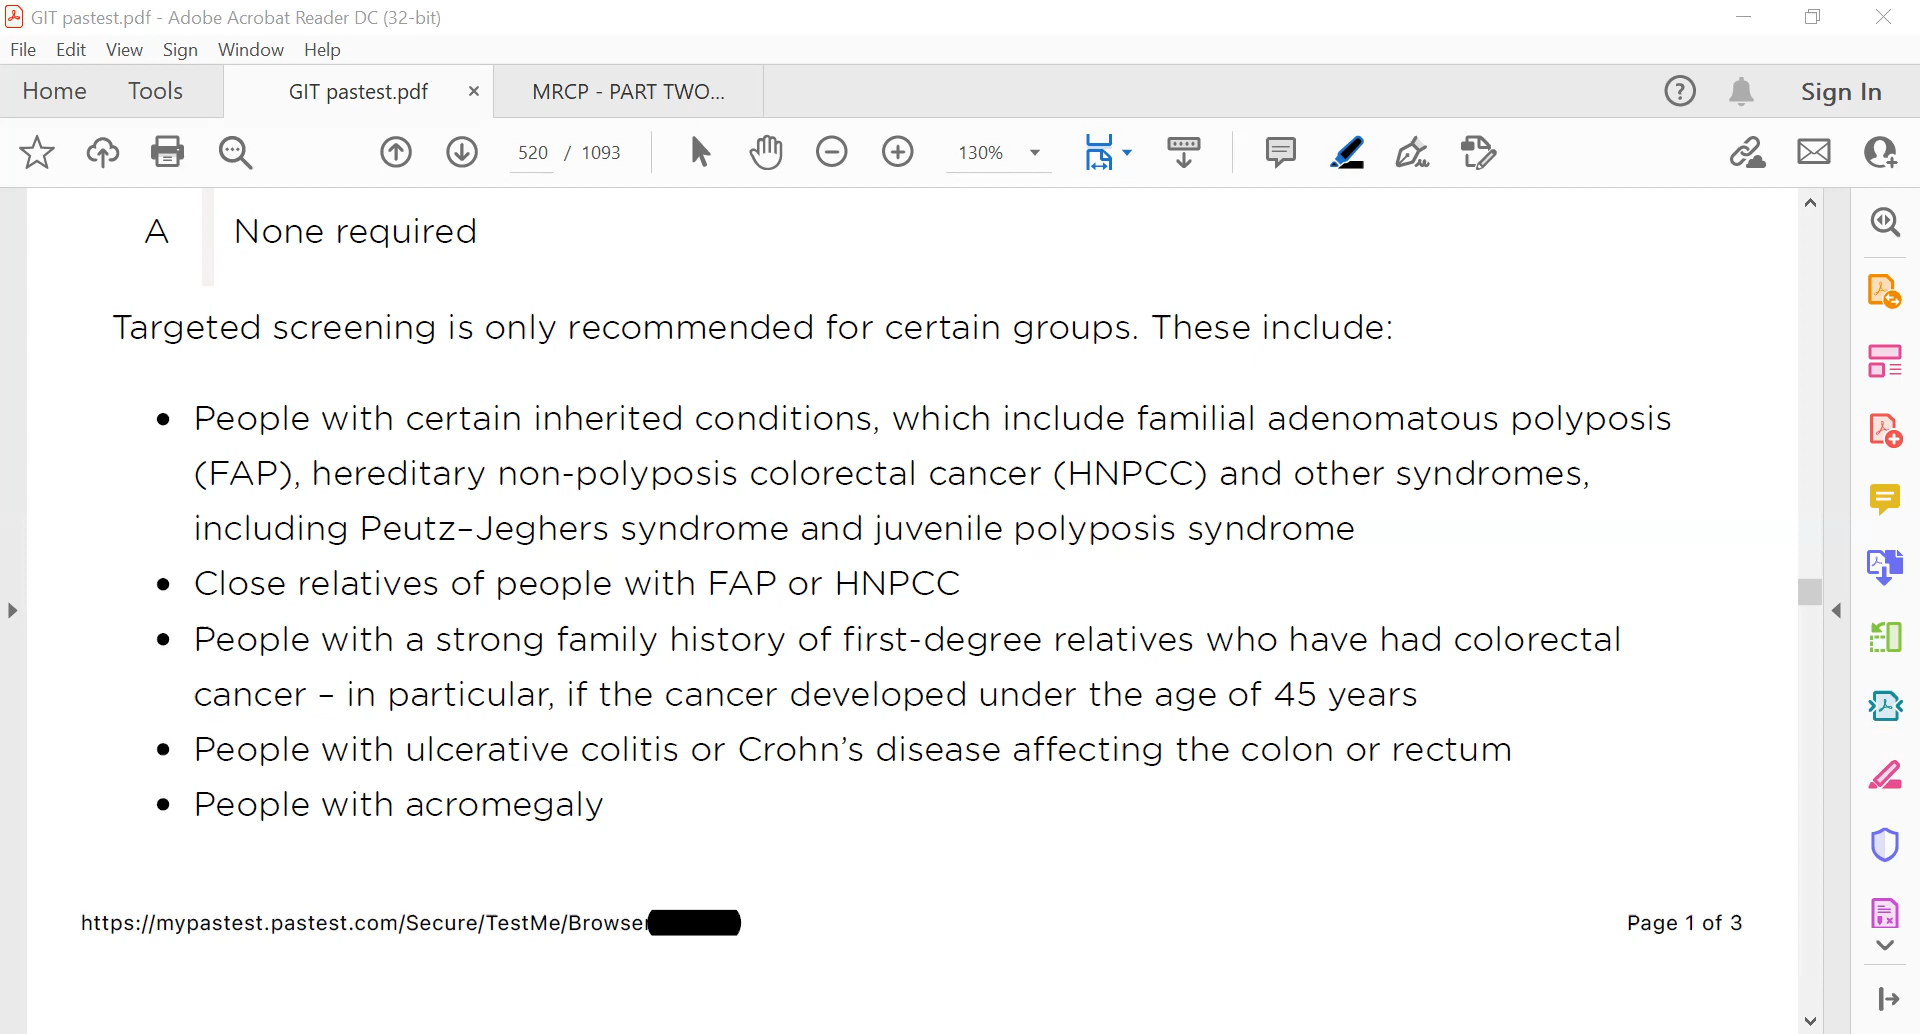 GIT pastest.pdf - Adobe Acrobat Reader DC (32-bit)
File Edit View Sign Window Help
Home Tools GIT pastest.pdf × MRCP - PART TWO... Sign In
520 / 1093 130%
A None required
Targeted screening is only recommended for certain groups. These include:
• People with certain inherited conditions, which include familial adenomatous polyposis
(FAP), hereditary non-polyposis colorectal cancer (HNPCC) and other syndromes,
including Peutz–Jeghers syndrome and juvenile polyposis syndrome
• Close relatives of people with FAP or HNPCC
• People with a strong family history of first-degree relatives who have had colorectal
cancer – in particular, if the cancer developed under the age of 45 years
• People with ulcerative colitis or Crohn’s disease affecting the colon or rectum
• People with acromegaly
https://mypastest.pastest.com/Secure/TestMe/Browser Page 1 of 3